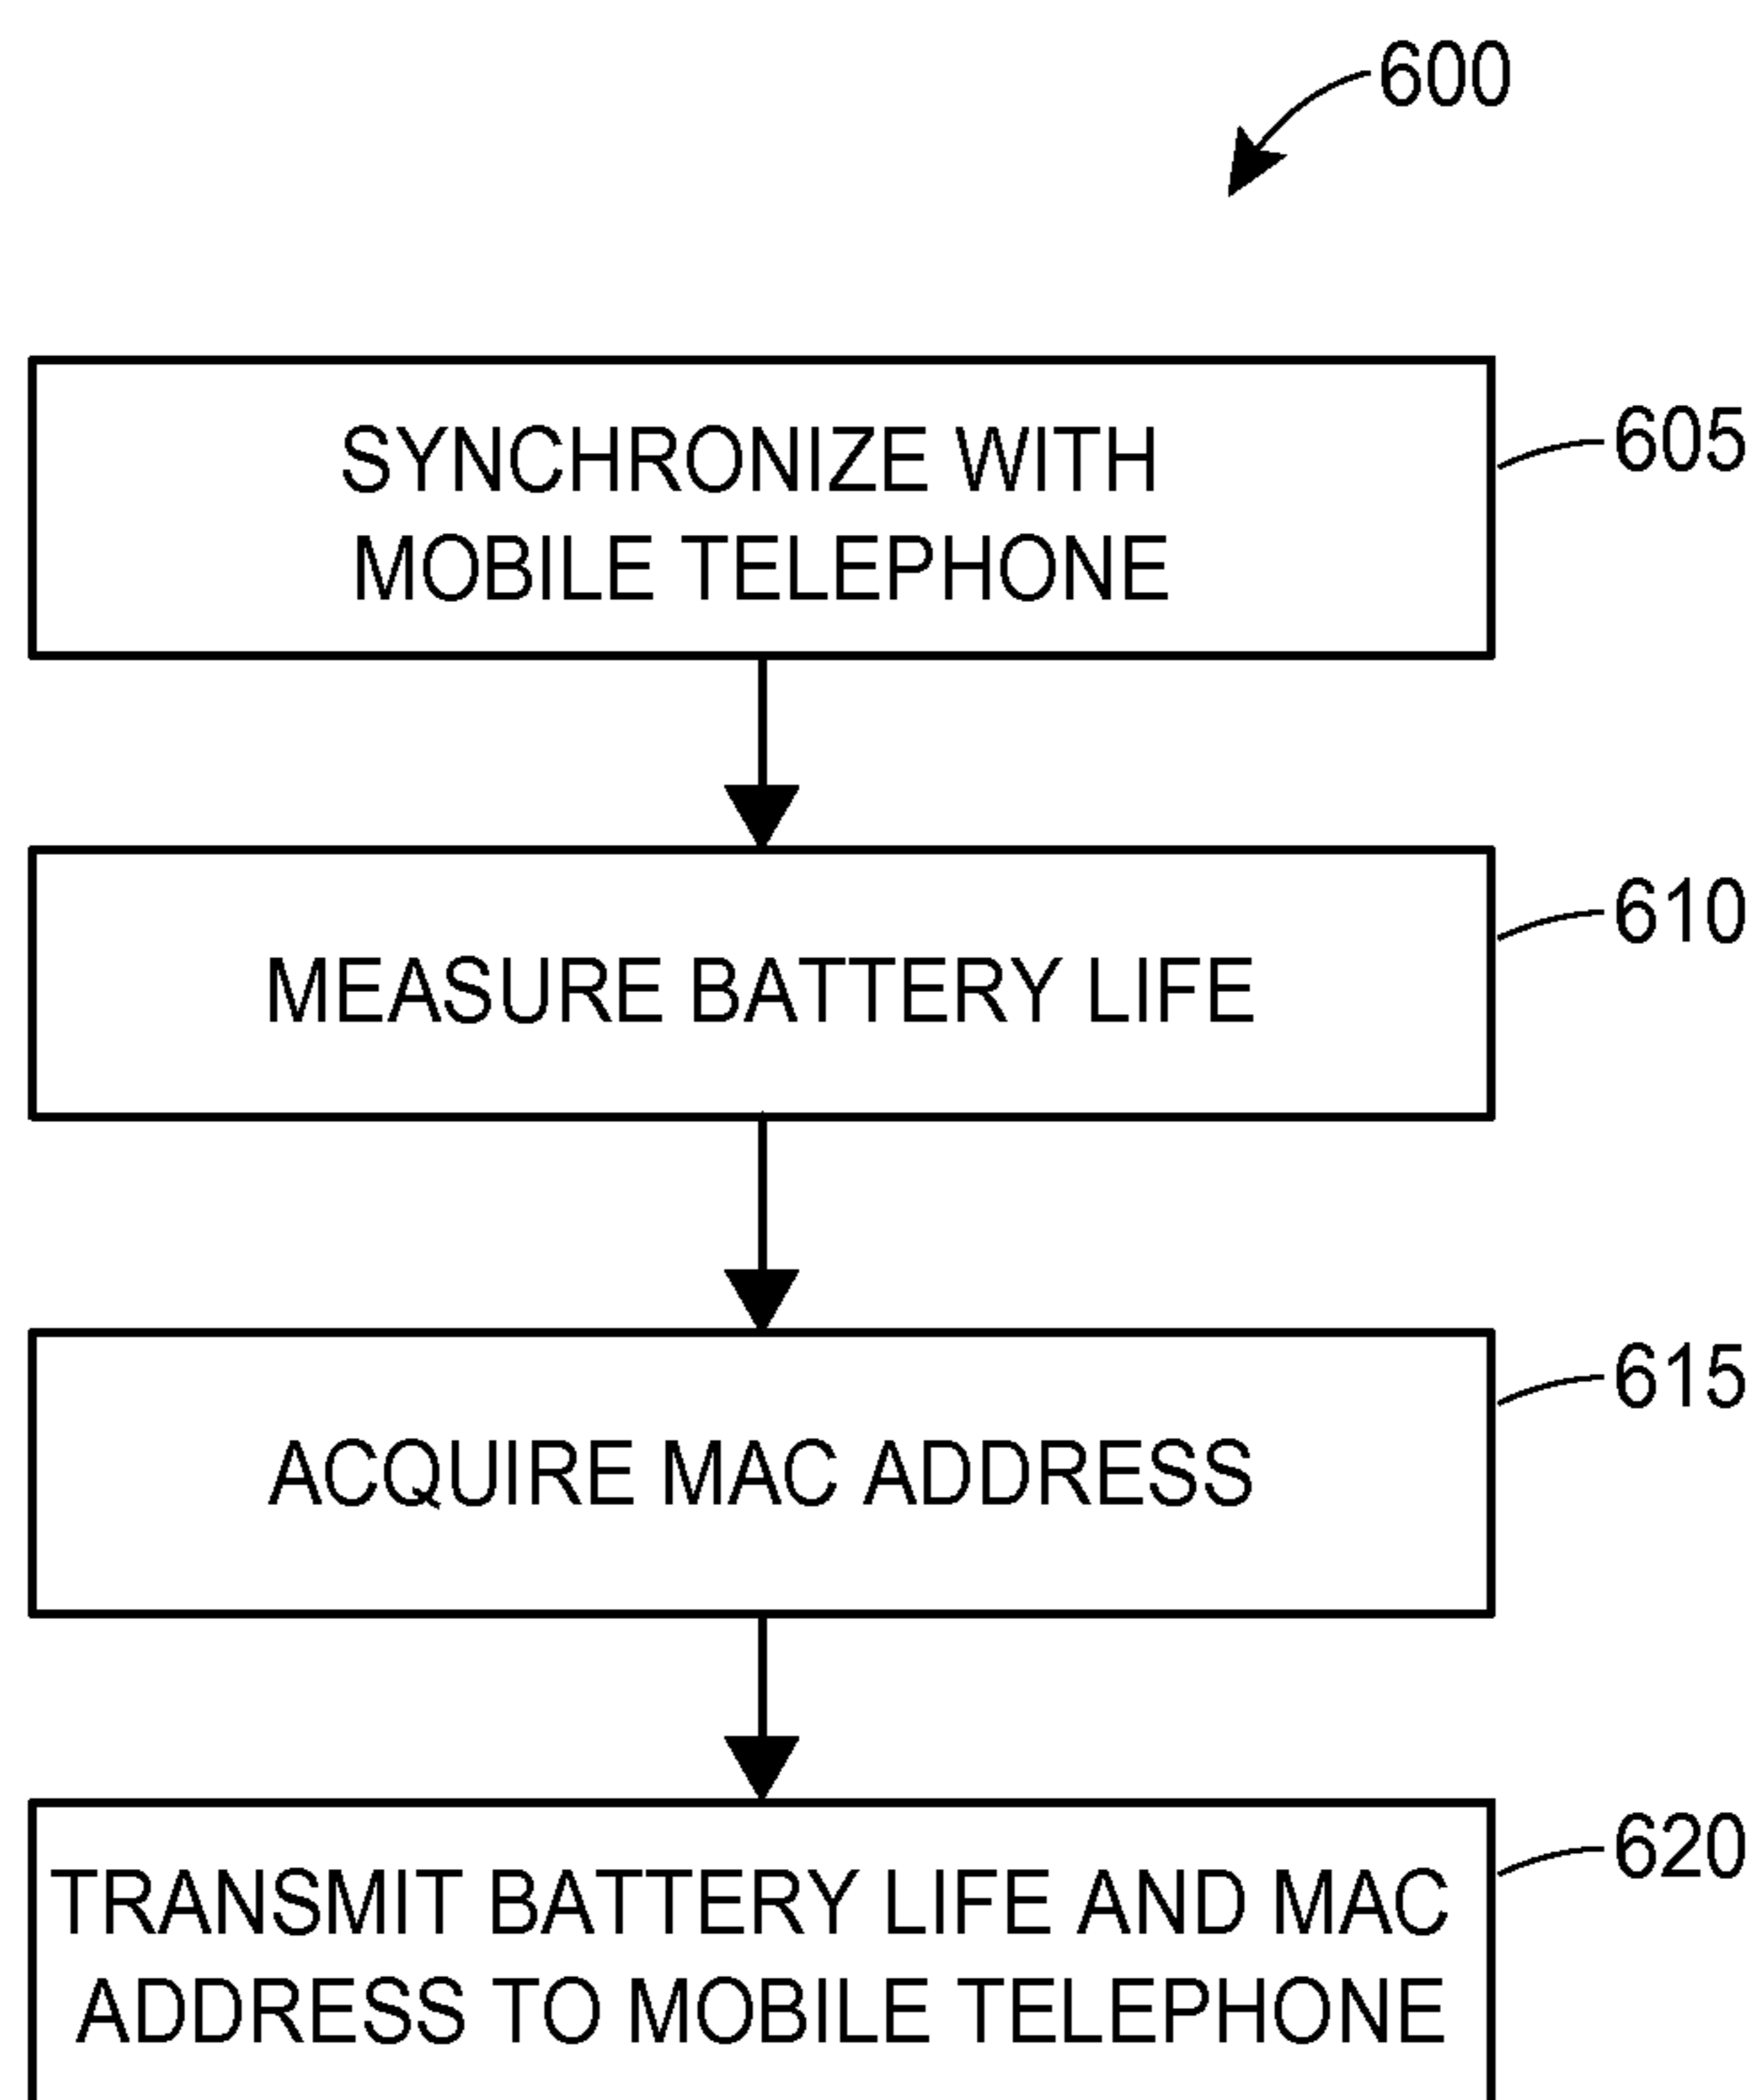 600
SYNCHRONIZE WITH
MOBILE TELEPHONE
605
MEASURE BATTERY LIFE
610
ACQUIRE MAC ADDRESS
615
TRANSMIT BATTERY LIFE AND MAC
ADDRESS TO MOBILE TELEPHONE
620